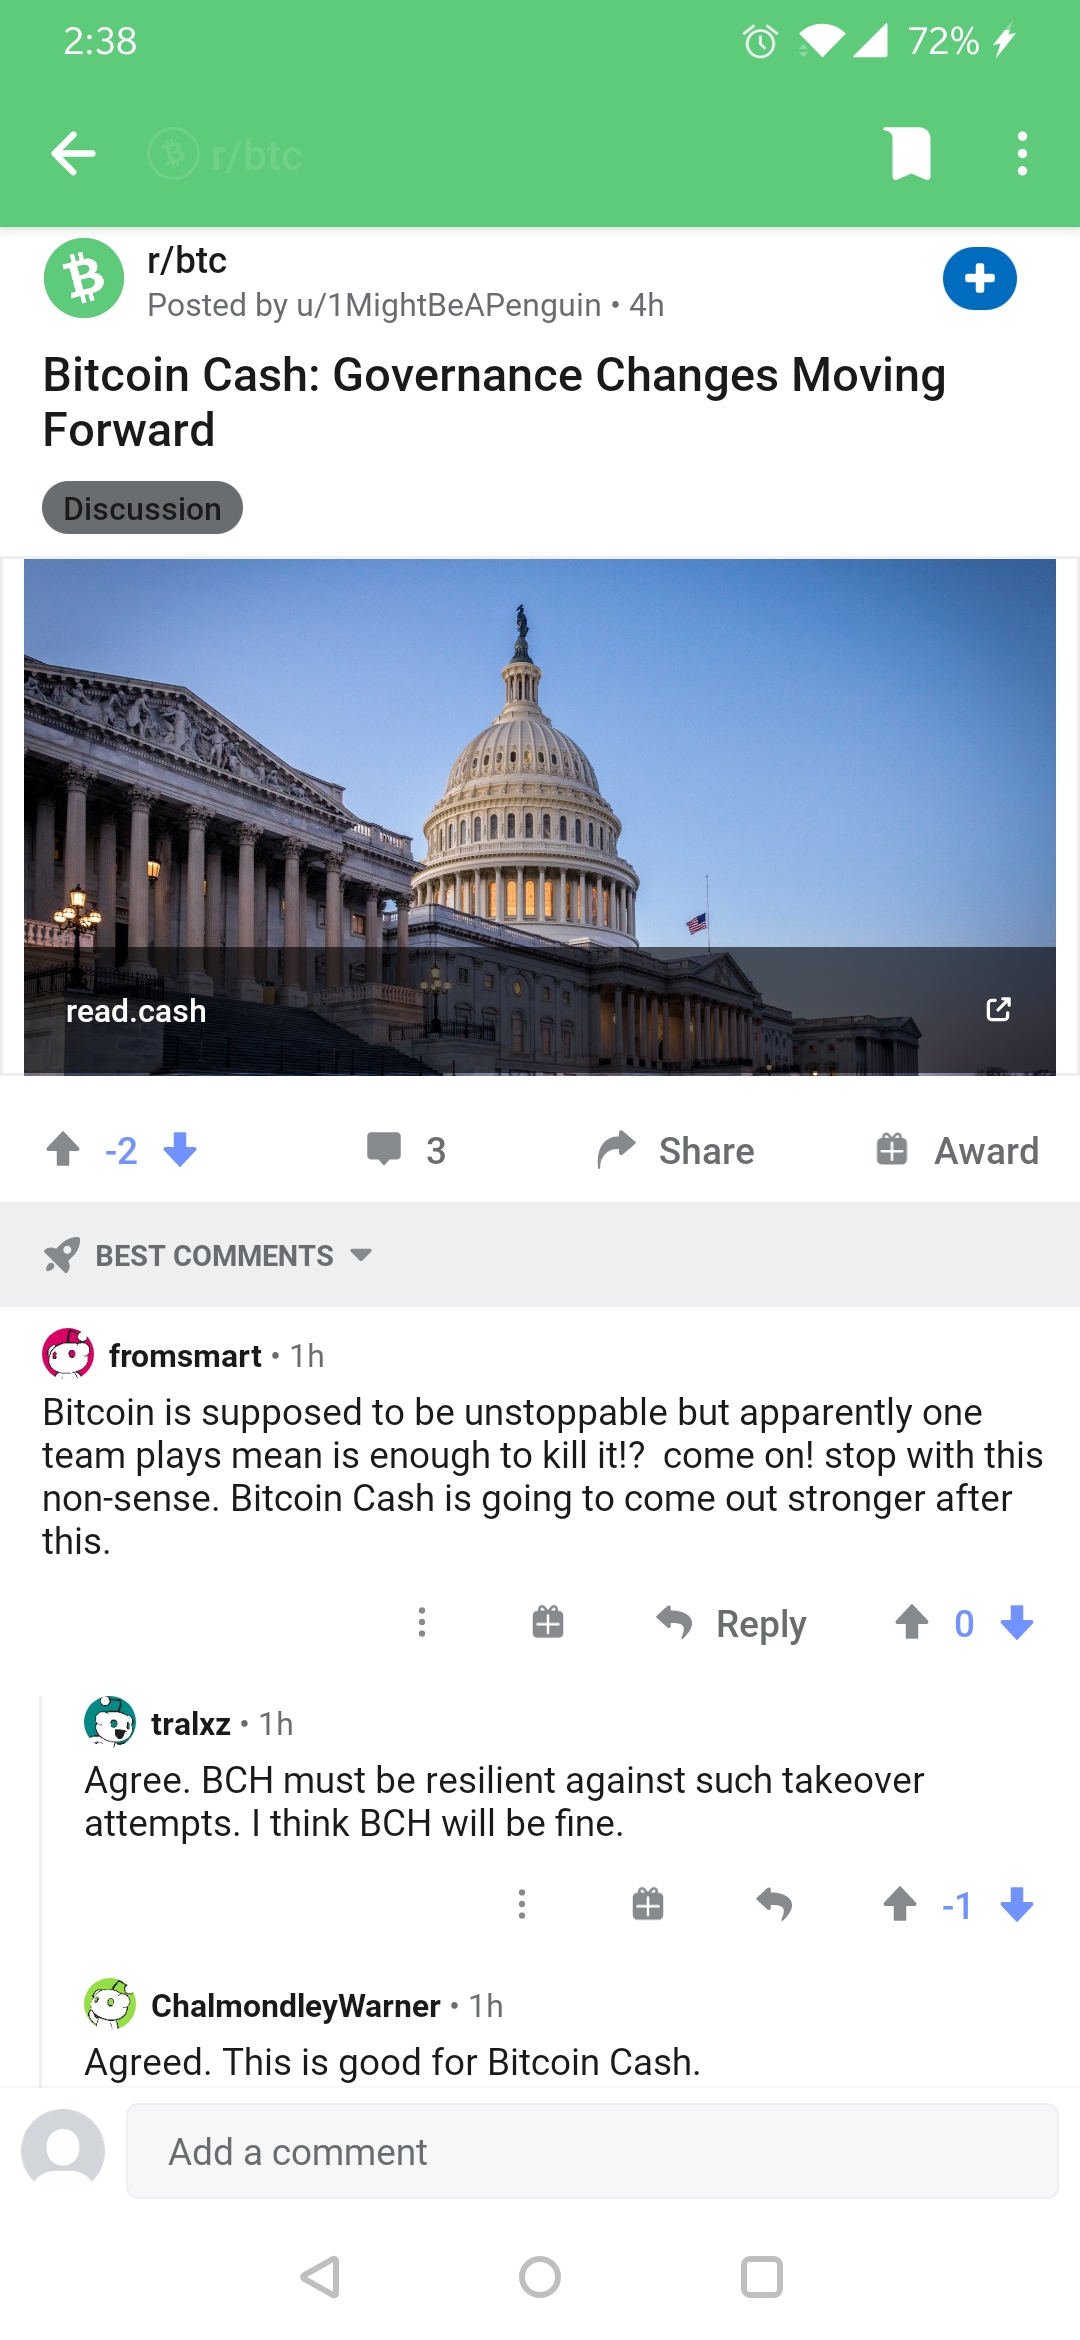 2:38
72%
r/btc
r/btc
Posted by u/1MightBeAPenguin • 4h
Bitcoin Cash: Governance Changes Moving
Forward
Discussion
read.cash
-2
3
Share
Award
BEST COMMENTS
fromsmart • 1h
Bitcoin is supposed to be unstoppable but apparently one
team plays mean is enough to kill it!?  come on! stop with this
non-sense. Bitcoin Cash is going to come out stronger after
this.
Reply
0
tralxz • 1h
Agree. BCH must be resilient against such takeover
attempts. I think BCH will be fine.
-1
ChalmondleyWarner • 1h
Agreed. This is good for Bitcoin Cash.
Add a comment